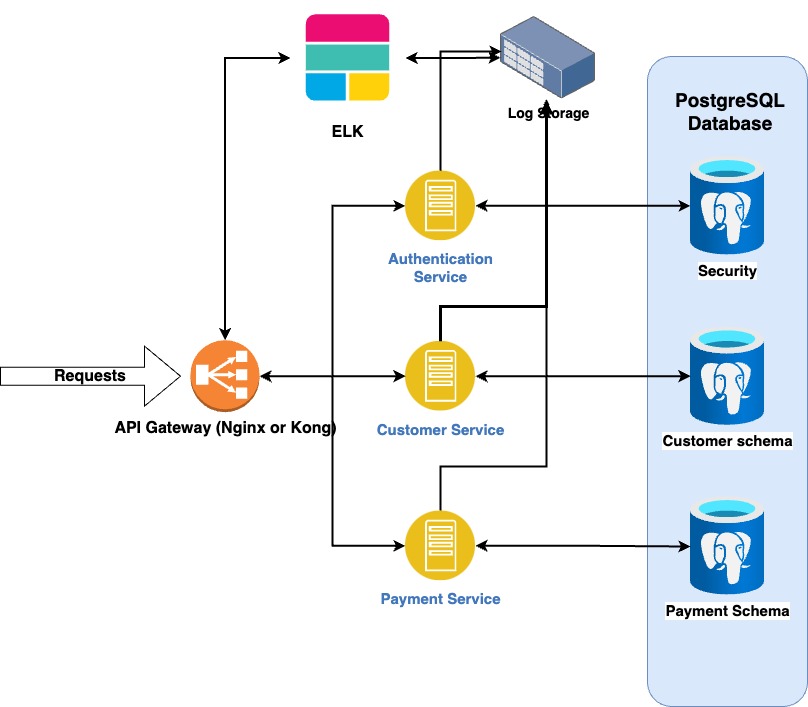 ELK
Log Storage
PostgreSQL
Database
Authentication
Service
Security
Requests
API Gateway (Nginx or Kong)
Customer Service
Customer schema
Payment Service
Payment Schema